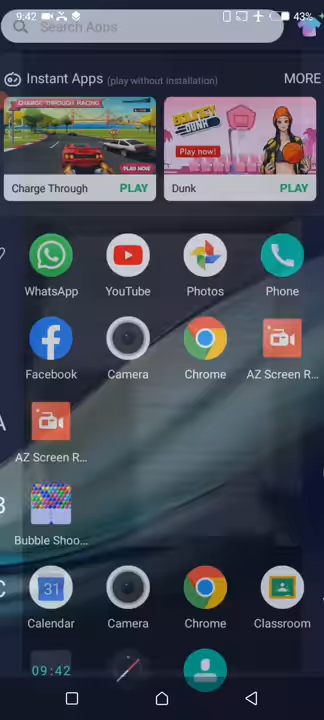 9:42
43%
Search Apps
Instant Apps (play without installation)
MORE
CHARGE THROUGH RACING
PLAY NOW
DUNK
Play now!
Charge Through
PLAY
Dunk
PLAY
WhatsApp
YouTube
Photos
Phone
Facebook
Camera
Chrome
AZ Screen R...
A
AZ Screen R...
B
Bubble Shoo...
C
31
Calendar
Camera
Chrome
Classroom
09:42